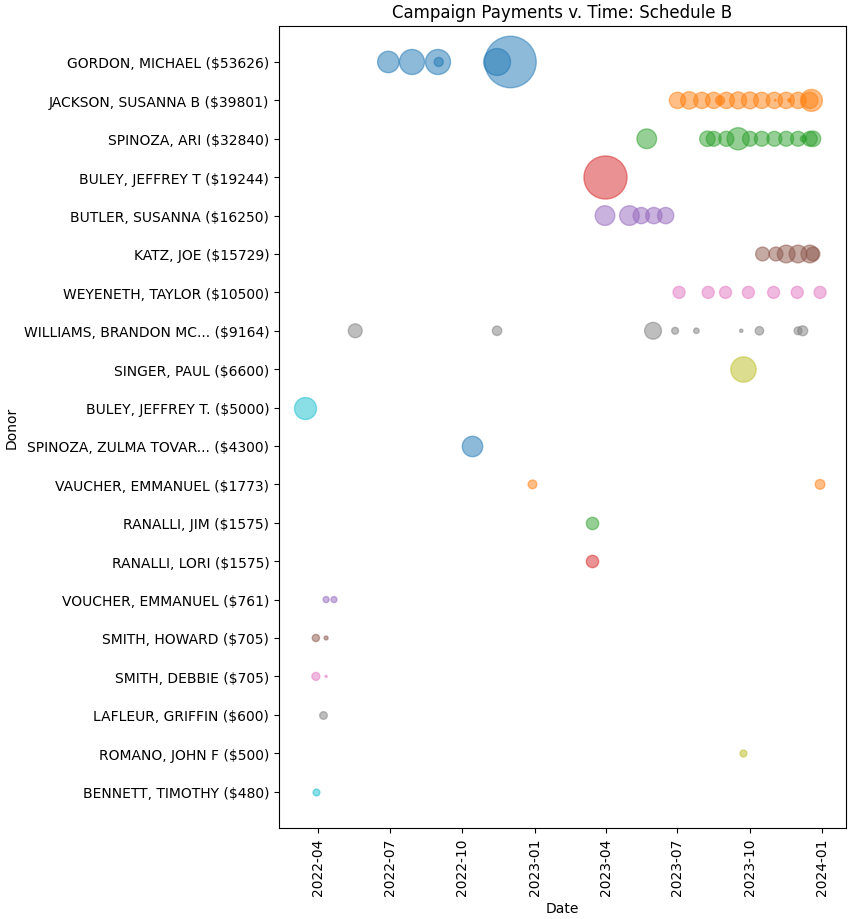 Campaign Payments v. Time: Schedule B
GORDON, MICHAEL ($53626)
JACKSON, SUSANNA B ($39801)
SPINOZA, ARI ($32840)
BULEY, JEFFREY T ($19244)
BUTLER, SUSANNA ($16250)
KATZ, JOE ($15729)
WEYENETH, TAYLOR ($10500)
WILLIAMS, BRANDON MC... ($9164)
SINGER, PAUL ($6600)
BULEY, JEFFREY T. ($5000)
SPINOZA, ZULMA TOVAR... ($4300)
VAUCHER, EMMANUEL ($1773)
RANALLI, JIM ($1575)
RANALLI, LORI ($1575)
VOUCHER, EMMANUEL ($761)
SMITH, HOWARD ($705)
SMITH, DEBBIE ($705)
LAFLEUR, GRIFFIN ($600)
ROMANO, JOHN F ($500)
BENNETT, TIMOTHY ($480)
Donor
2022-04
2022-07
2022-10
2023-01
2023-04
2023-07
2023-10
2024-01
Date